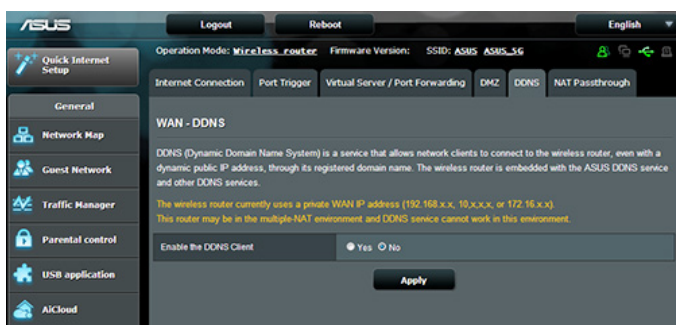 ASUS
Logout
Reboot
English
Quick Internet
Setup
Operation Mode: Wireless router Firmware Version: SSID: ASUS ASUS_5G
Internet Connection
Port Trigger
Virtual Server / Port Forwarding
DMZ
DDNS
NAT Passthrough
General
Network Map
Guest Network
Traffic Manager
Parental control
USB application
AiCloud
WAN - DDNS
DDNS (Dynamic Domain Name System) is a service that allows network clients to connect to the wireless router, even with a
dynamic public IP address, through its registered domain name. The wireless router is embedded with the ASUS DDNS service
and other DDNS services.
The wireless router currently uses a private WAN IP address (192.168.x.x, 10,x,x,x, or 172.16.x.x).
This router may be in the multiple-NAT environment and DDNS service cannot work in this environment.
Enable the DDNS Client
Yes
No
Apply